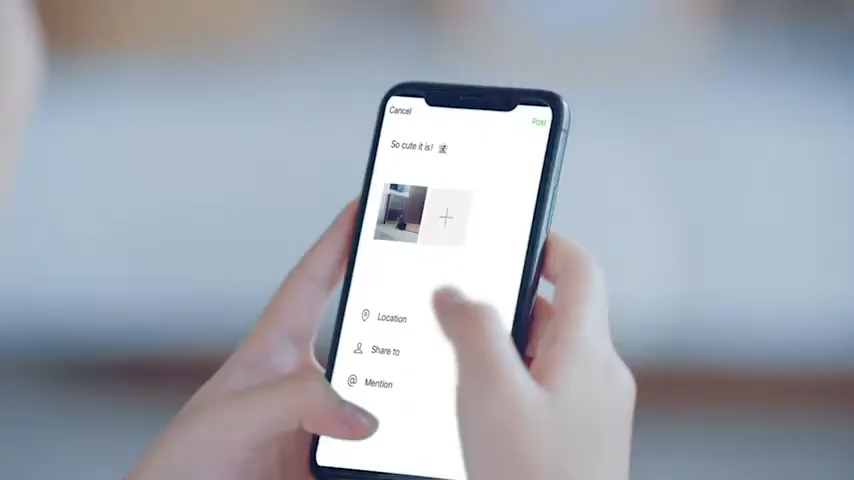 Cancel
Post
So cute it is!
Location
Share to
@ Mention